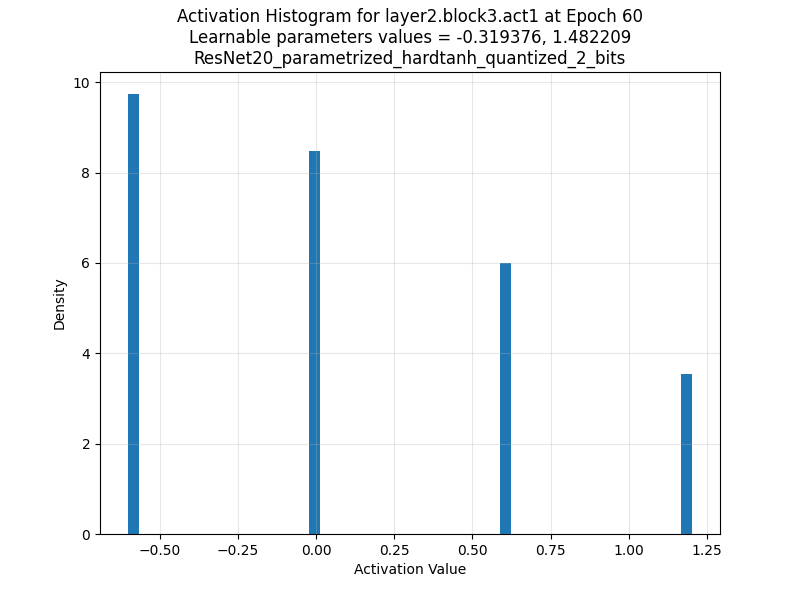 Activation Histogram for layer2.block3.act1 at Epoch 60
Learnable parameters values = -0.319376, 1.482209
ResNet20_parametrized_hardtanh_quantized_2_bits
10
8
6
4
2
0
Density
−0.50
−0.25
0.00
0.25
0.50
0.75
1.00
1.25
Activation Value